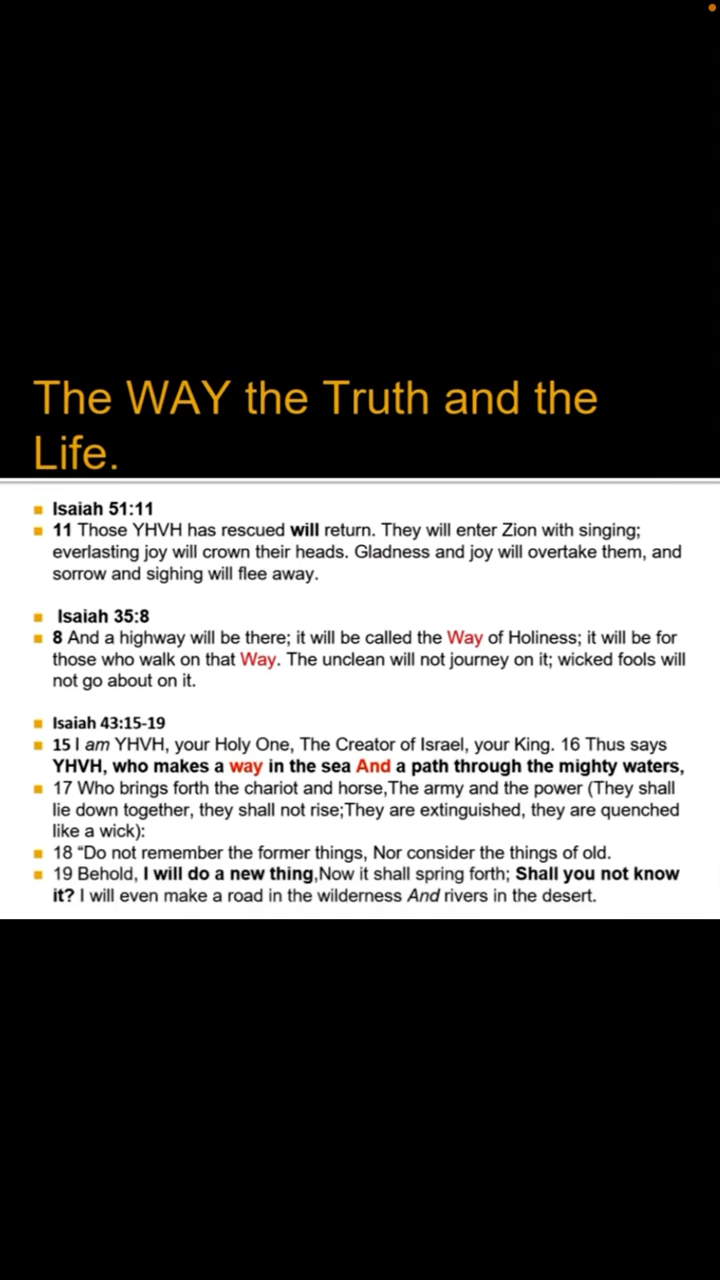 The WAY the Truth and the
Life.
Isaiah 51:11
11 Those YHVH has rescued will return. They will enter Zion with singing;
everlasting joy will crown their heads. Gladness and joy will overtake them, and
sorrow and sighing will flee away.
Isaiah 35:8
8 And a highway will be there; it will be called the Way of Holiness; it will be for
those who walk on that Way. The unclean will not journey on it; wicked fools will
not go about on it.
Isaiah 43:15-19
15 I am YHVH, your Holy One, The Creator of Israel, your King. 16 Thus says
YHVH, who makes a way in the sea And a path through the mighty waters,
17 Who brings forth the chariot and horse,The army and the power (They shall
lie down together, they shall not rise;They are extinguished, they are quenched
like a wick):
18 “Do not remember the former things, Nor consider the things of old.
19 Behold, I will do a new thing,Now it shall spring forth; Shall you not know
it? I will even make a road in the wilderness And rivers in the desert.